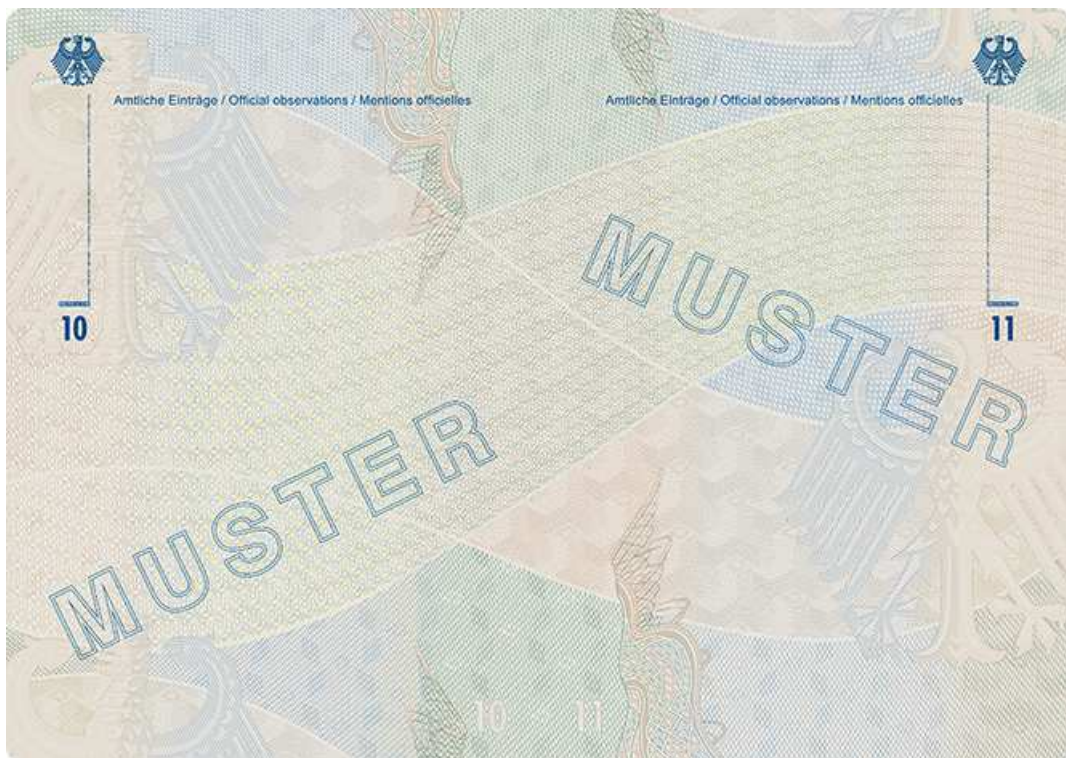 Amtliche Einträge / Official observations / Mentions officielles
10
MUSTER
Amtliche Einträge / Official observations / Mentions officielles
11
MUSTER
10
11